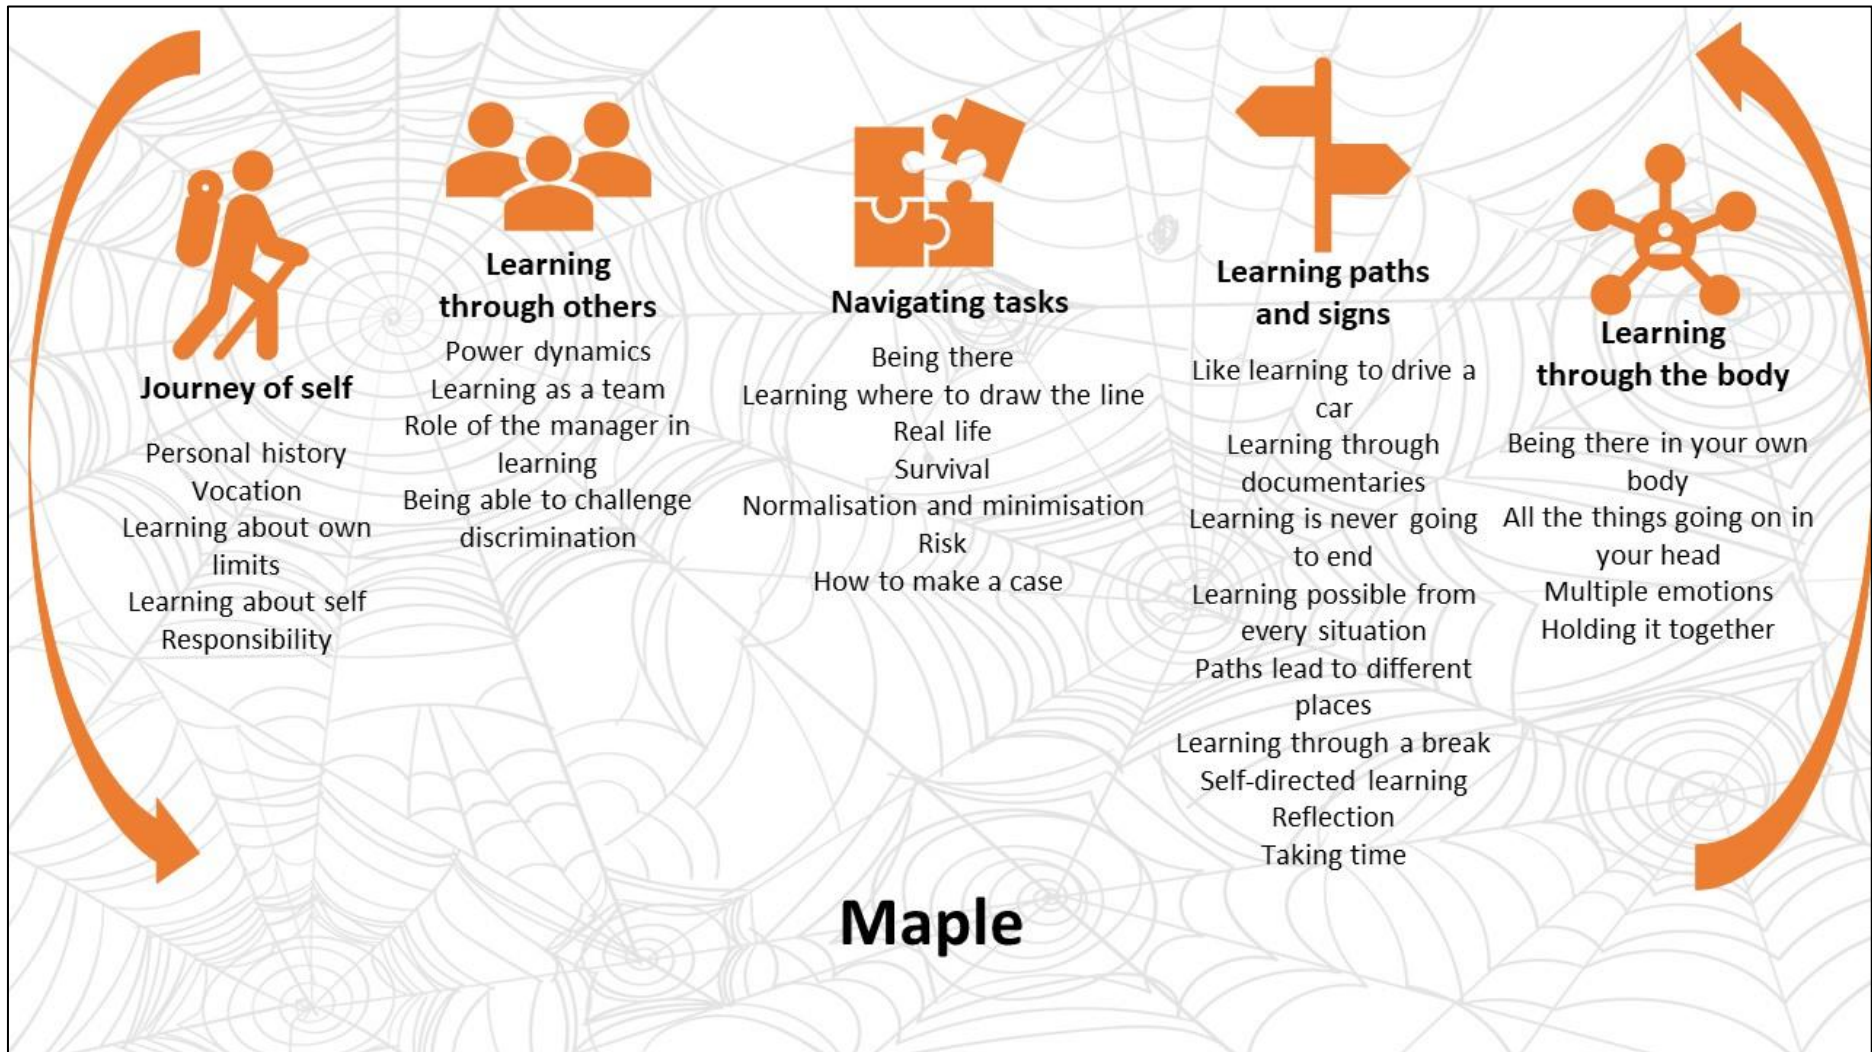 Journey of self
Personal history
Vocation
Learning about own
limits
Learning about self
Responsibility
Learning
through others
Power dynamics
Learning as a team
Role of the manager in
learning
Being able to challenge
discrimination
Navigating tasks
Being there
Learning where to draw the line
Real life
Survival
Normalisation and minimisation
Risk
How to make a case
Learning paths
and signs
Like learning to drive a
car
Learning through
documentaries
Learning is never going
to end
Learning possible from
every situation
Paths lead to different
places
Learning through a break
Self-directed learning
Reflection
Taking time
Learning
through the body
Being there in your own
body
All the things going on in
your head
Multiple emotions
Holding it together
Maple